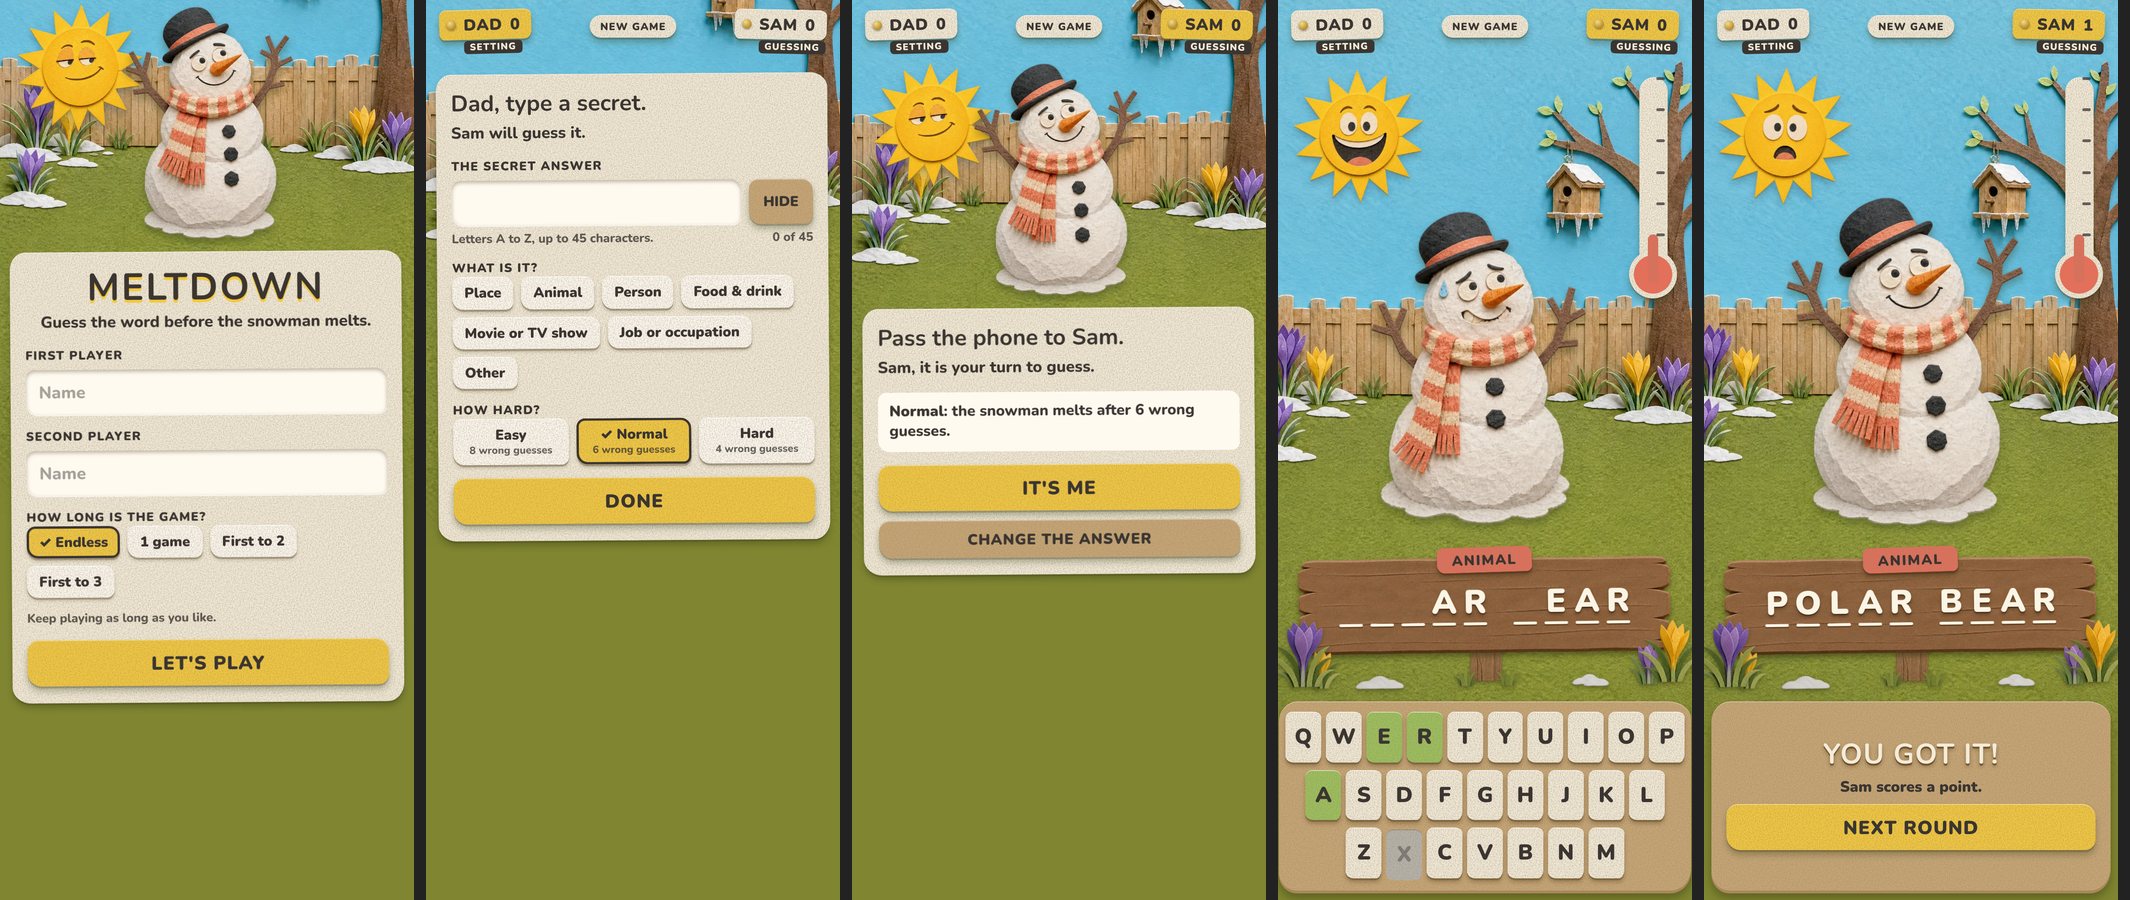 MELTDOWN
Guess the word before the snowman melts.
FIRST PLAYER
Name
SECOND PLAYER
Name
HOW LONG IS THE GAME?
✓ Endless
1 game
First to 2
First to 3
Keep playing as long as you like.
LET'S PLAY
DAD 0
SETTING
NEW GAME
SAM 0
GUESSING
Dad, type a secret.
Sam will guess it.
THE SECRET ANSWER
HIDE
Letters A to Z, up to 45 characters.
0 of 45
WHAT IS IT?
Place
Animal
Person
Food & drink
Movie or TV show
Job or occupation
Other
HOW HARD?
Easy
8 wrong guesses
✓ Normal
6 wrong guesses
Hard
4 wrong guesses
DONE
DAD 0
SETTING
NEW GAME
SAM 0
GUESSING
Pass the phone to Sam.
Sam, it is your turn to guess.
Normal: the snowman melts after 6 wrong
guesses.
IT'S ME
CHANGE THE ANSWER
DAD 0
SETTING
NEW GAME
SAM 0
GUESSING
ANIMAL
_ _ _ A R _ E A R
Q W E R T Y U I O P
A S D F G H J K L
Z X C V B N M
DAD 0
SETTING
NEW GAME
SAM 1
GUESSING
ANIMAL
POLAR BEAR
YOU GOT IT!
Sam scores a point.
NEXT ROUND